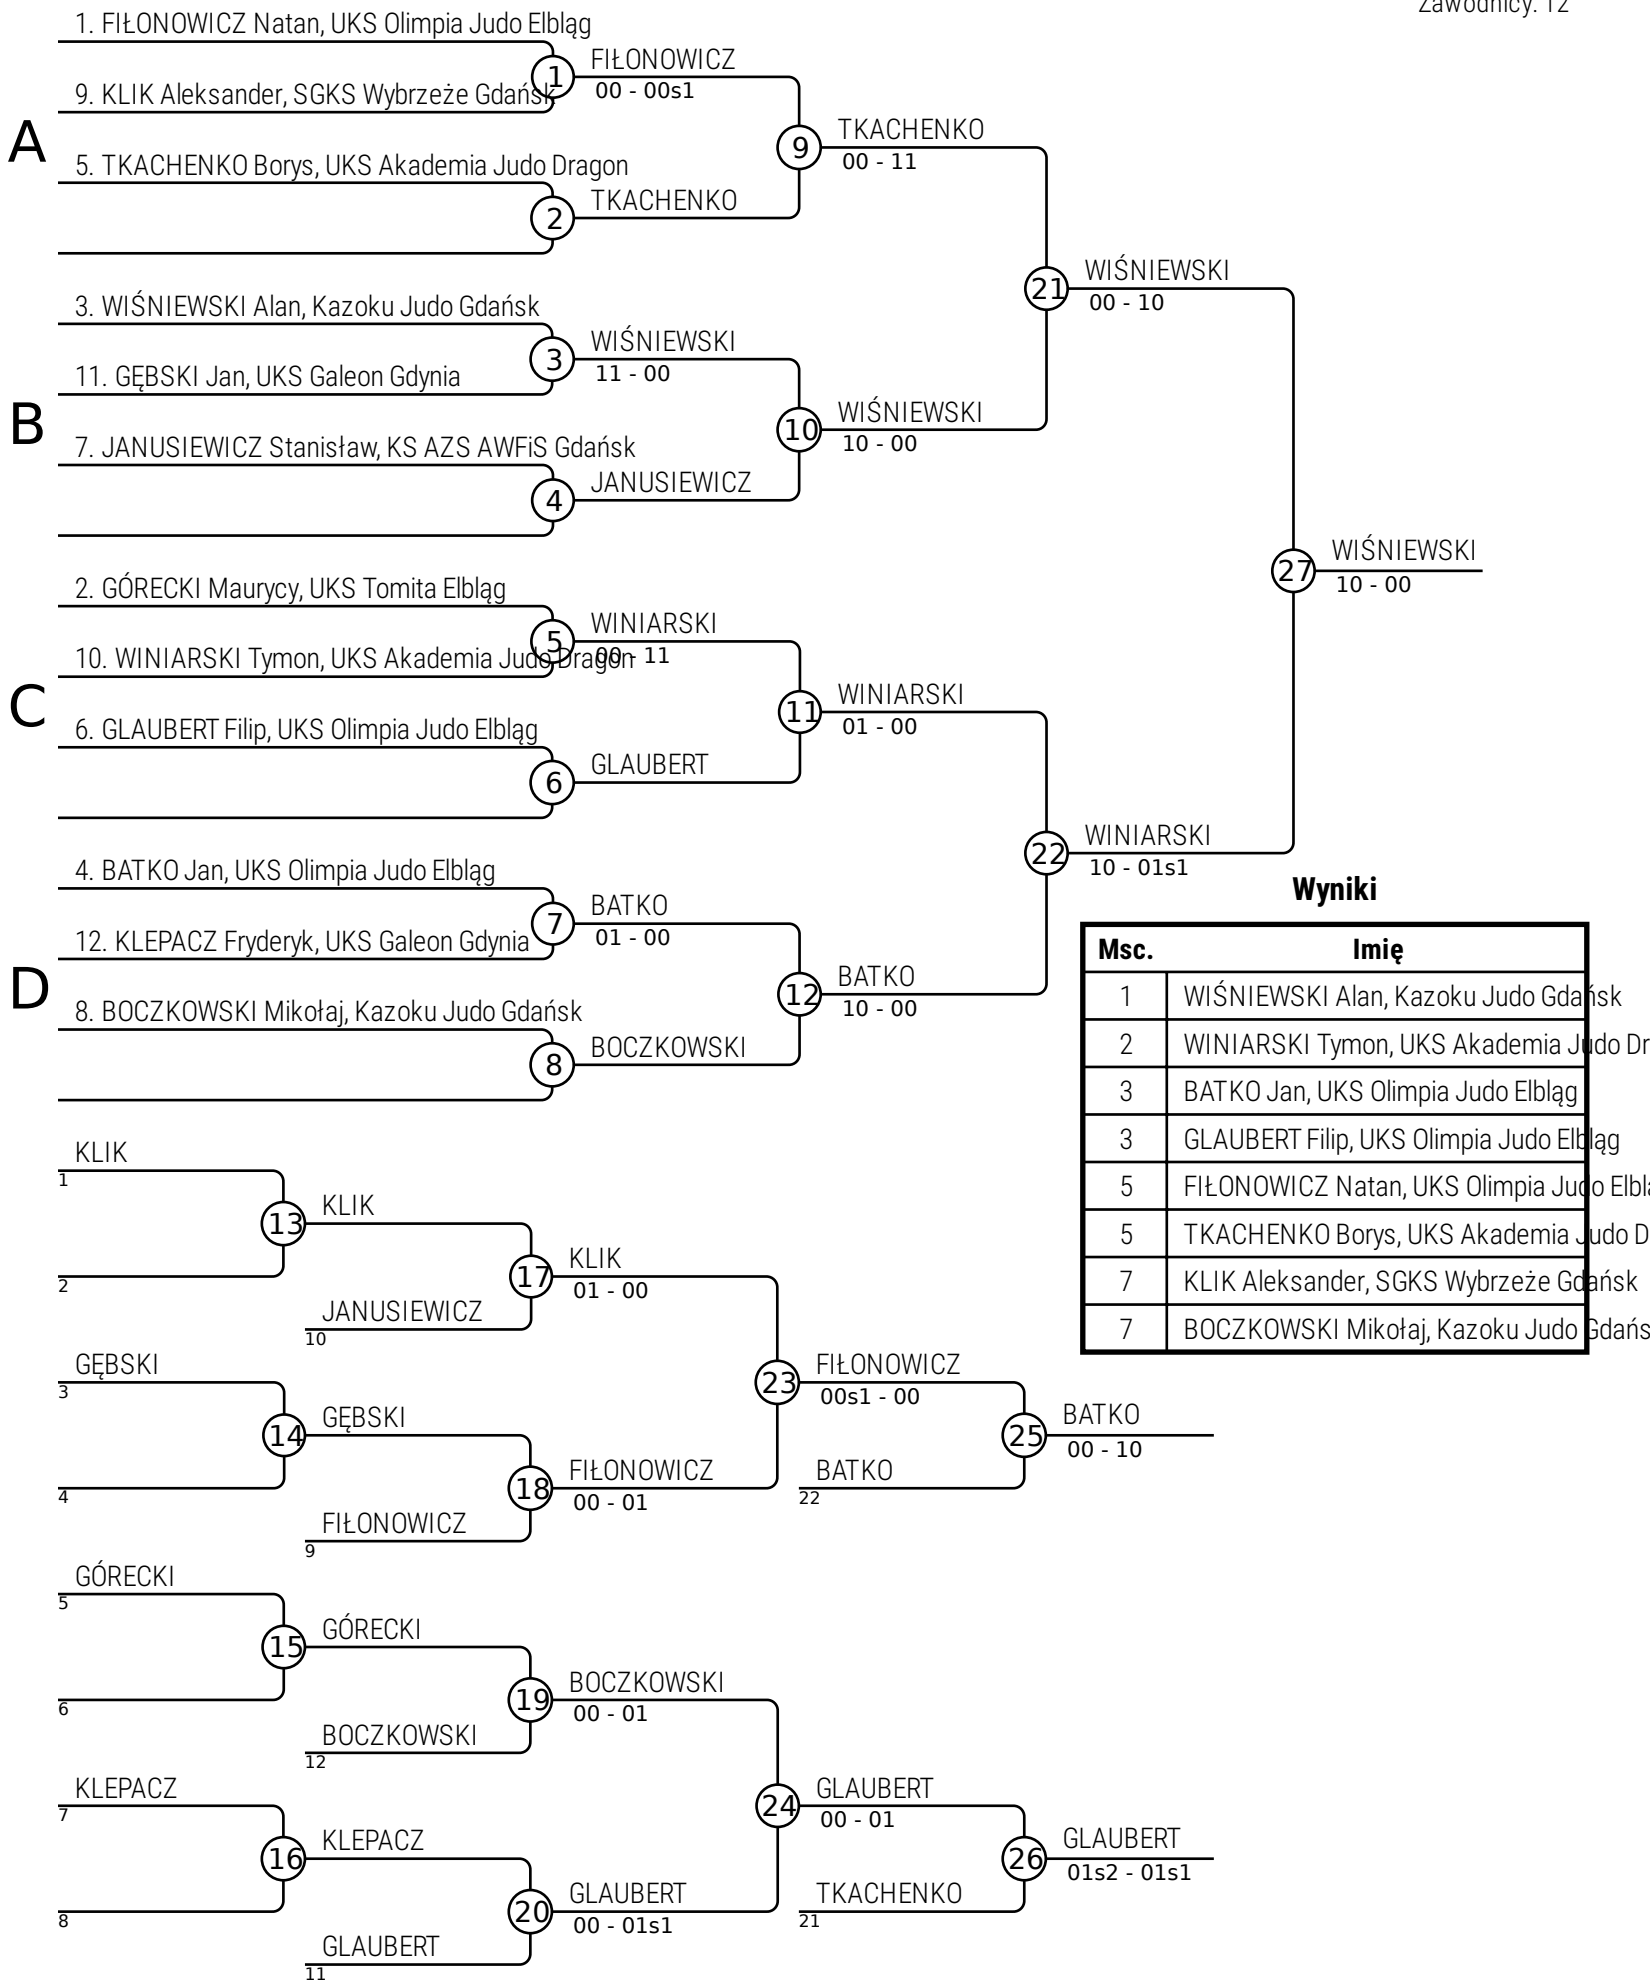 Zawodnicy: 12
1. FIŁONOWICZ Natan, UKS Olimpia Judo Elbląg
1
FIŁONOWICZ
00 - 00s1
9. KLIK Aleksander, SGKS Wybrzeże Gdańsk
A
9
TKACHENKO
00 - 11
5. TKACHENKO Borys, UKS Akademia Judo Dragon
2
TKACHENKO
21
WIŚNIEWSKI
00 - 10
3. WIŚNIEWSKI Alan, Kazoku Judo Gdańsk
3
WIŚNIEWSKI
11 - 00
11. GĘBSKI Jan, UKS Galeon Gdynia
B
10
WIŚNIEWSKI
10 - 00
7. JANUSIEWICZ Stanisław, KS AZS AWFiS Gdańsk
4
JANUSIEWICZ
27
WIŚNIEWSKI
10 - 00
2. GÓRECKI Maurycy, UKS Tomita Elbląg
5
WINIARSKI
00 - 11
10. WINIARSKI Tymon, UKS Akademia Judo Dragon
C
11
WINIARSKI
01 - 00
6. GLAUBERT Filip, UKS Olimpia Judo Elbląg
6
GLAUBERT
22
WINIARSKI
10 - 01s1
4. BATKO Jan, UKS Olimpia Judo Elbląg
7
BATKO
01 - 00
12. KLEPACZ Fryderyk, UKS Galeon Gdynia
D
12
BATKO
10 - 00
8. BOCZKOWSKI Mikołaj, Kazoku Judo Gdańsk
8
BOCZKOWSKI
Wyniki
Msc. Imię
1 WIŚNIEWSKI Alan, Kazoku Judo Gdańsk
2 WINIARSKI Tymon, UKS Akademia Judo Dr
3 BATKO Jan, UKS Olimpia Judo Elbląg
3 GLAUBERT Filip, UKS Olimpia Judo Elbląg
5 FIŁONOWICZ Natan, UKS Olimpia Judo Elblą
5 TKACHENKO Borys, UKS Akademia Judo D
7 KLIK Aleksander, SGKS Wybrzeże Gdańsk
7 BOCZKOWSKI Mikołaj, Kazoku Judo Gdańs
KLIK
1
13
KLIK
2
17
KLIK
01 - 00
JANUSIEWICZ
10
GĘBSKI
3
23
FIŁONOWICZ
00s1 - 00
14
GĘBSKI
4
18
FIŁONOWICZ
00 - 01
FIŁONOWICZ
9
25
BATKO
00 - 10
BATKO
22
GÓRECKI
5
15
GÓRECKI
6
19
BOCZKOWSKI
00 - 01
BOCZKOWSKI
12
KLEPACZ
7
24
GLAUBERT
00 - 01
16
KLEPACZ
8
20
GLAUBERT
00 - 01s1
GLAUBERT
11
26
GLAUBERT
01s2 - 01s1
TKACHENKO
21